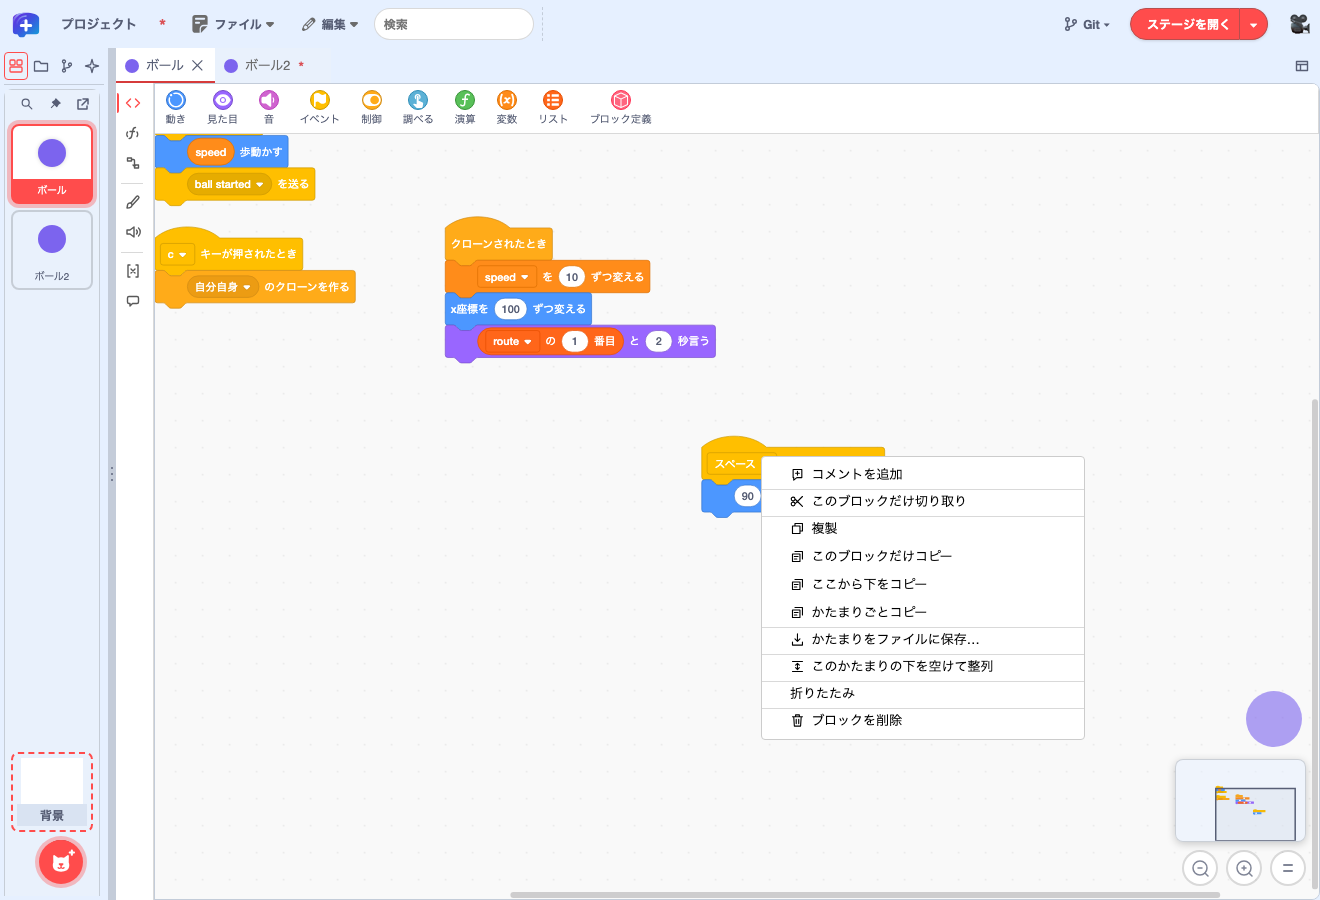 プロジェクト * ファイル 編集 検索 Git ステージを開く
ボール ボール2 *
動き 見た目 音 イベント 制御 調べる 演算 変数 リスト ブロック定義
ボール
ボール2
背景
speed 歩動かす
ball started を送る
c キーが押されたとき
自分自身 のクローンを作る
クローンされたとき
speed を 10 ずつ変える
x座標を 100 ずつ変える
route の 1 番目 と 2 秒言う
スペース
90
コメントを追加
このブロックだけ切り取り
複製
このブロックだけコピー
ここから下をコピー
かたまりごとコピー
かたまりをファイルに保存...
このかたまりの下を空けて整列
折りたたみ
ブロックを削除